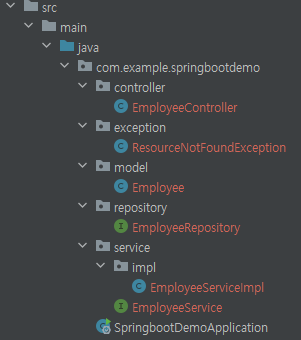 src
main
java
com.example.springbootdemo
controller
C EmployeeController
exception
C ResourceNotFoundException
model
C Employee
repository
I EmployeeRepository
service
impl
C EmployeeServiceImpl
I EmployeeService
SpringbootDemoApplication